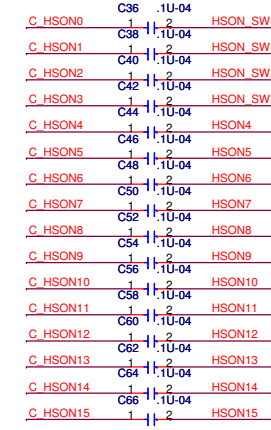 C36 .1U-04
C_HSON0 1 2 HSON_SW
C38 .1U-04
C_HSON1 1 2 HSON_SW
C40 .1U-04
C_HSON2 1 2 HSON_SW
C42 .1U-04
C_HSON3 1 2 HSON_SW
C44 .1U-04
C_HSON4 1 2 HSON4
C46 .1U-04
C_HSON5 1 2 HSON5
C48 .1U-04
C_HSON6 1 2 HSON6
C50 .1U-04
C_HSON7 1 2 HSON7
C52 .1U-04
C_HSON8 1 2 HSON8
C54 .1U-04
C_HSON9 1 2 HSON9
C56 .1U-04
C_HSON10 1 2 HSON10
C58 .1U-04
C_HSON11 1 2 HSON11
C60 .1U-04
C_HSON12 1 2 HSON12
C62 .1U-04
C_HSON13 1 2 HSON13
C64 .1U-04
C_HSON14 1 2 HSON14
C66 .1U-04
C_HSON15 1 2 HSON15